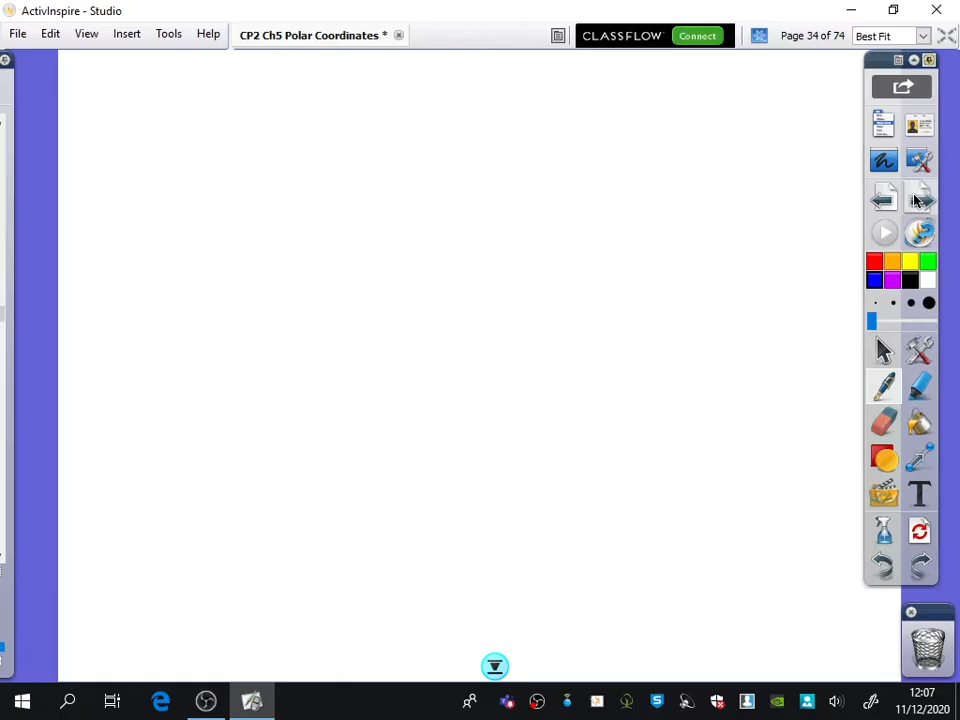 ActivInspire - Studio
File Edit View Insert Tools Help
CP2 Ch5 Polar Coordinates *
CLASSFLOW Connect
Page 34 of 74
Best Fit
T
12:07
11/12/2020